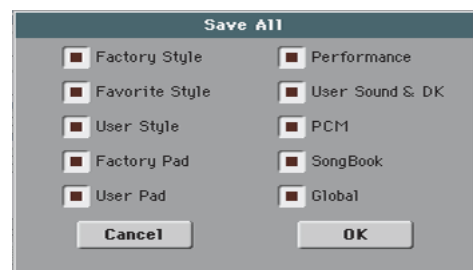 Save All
Factory Style
Performance
Favorite Style
User Sound & DK
User Style
PCM
Factory Pad
SongBook
User Pad
Global
Cancel
OK